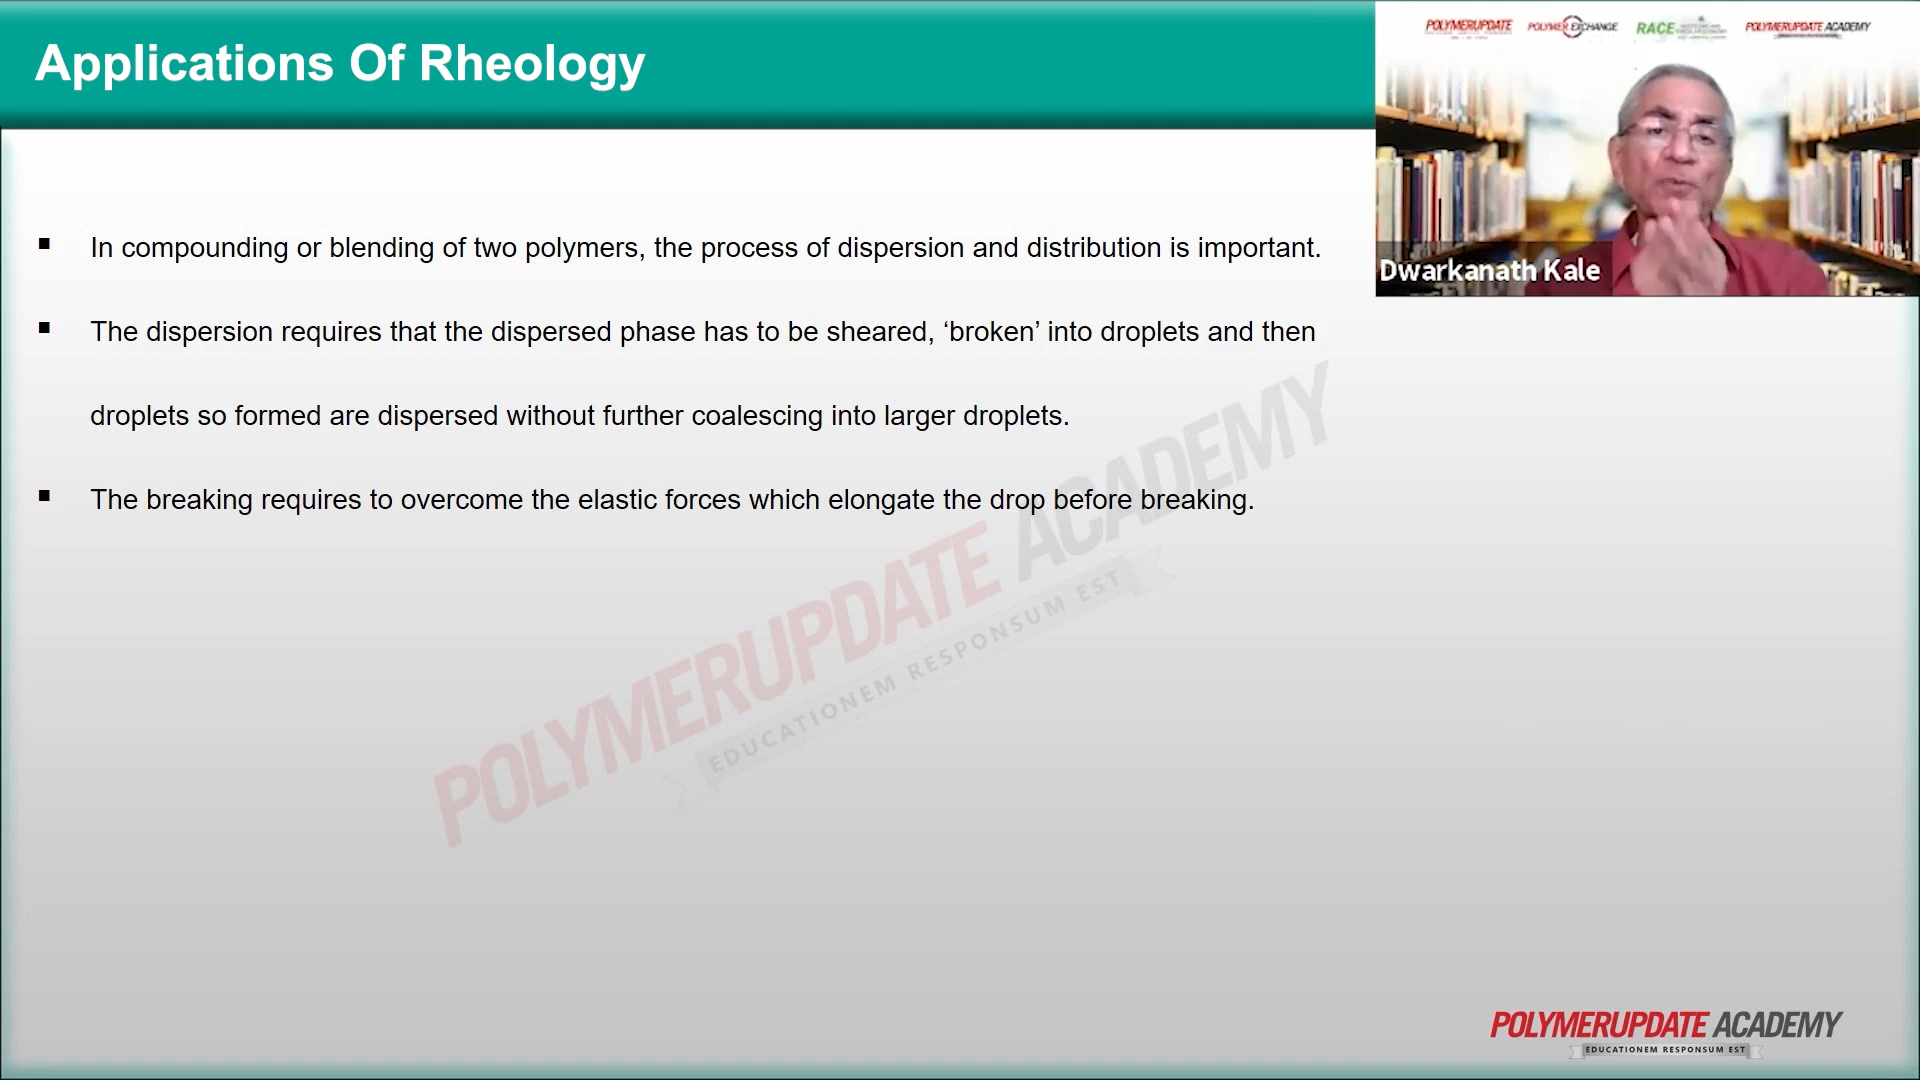 Applications Of Rheology
POLYMERUPDATE
POLYMER EXCHANGE
RACE
POLYMERUPDATE ACADEMY
Dwarkanath Kale
▪ In compounding or blending of two polymers, the process of dispersion and distribution is important.
▪ The dispersion requires that the dispersed phase has to be sheared, ‘broken’ into droplets and then
droplets so formed are dispersed without further coalescing into larger droplets.
▪ The breaking requires to overcome the elastic forces which elongate the drop before breaking.
POLYMERUPDATE ACADEMY
EDUCATIONEM RESPONSUM EST
POLYMERUPDATE ACADEMY
EDUCATIONEM RESPONSUM EST